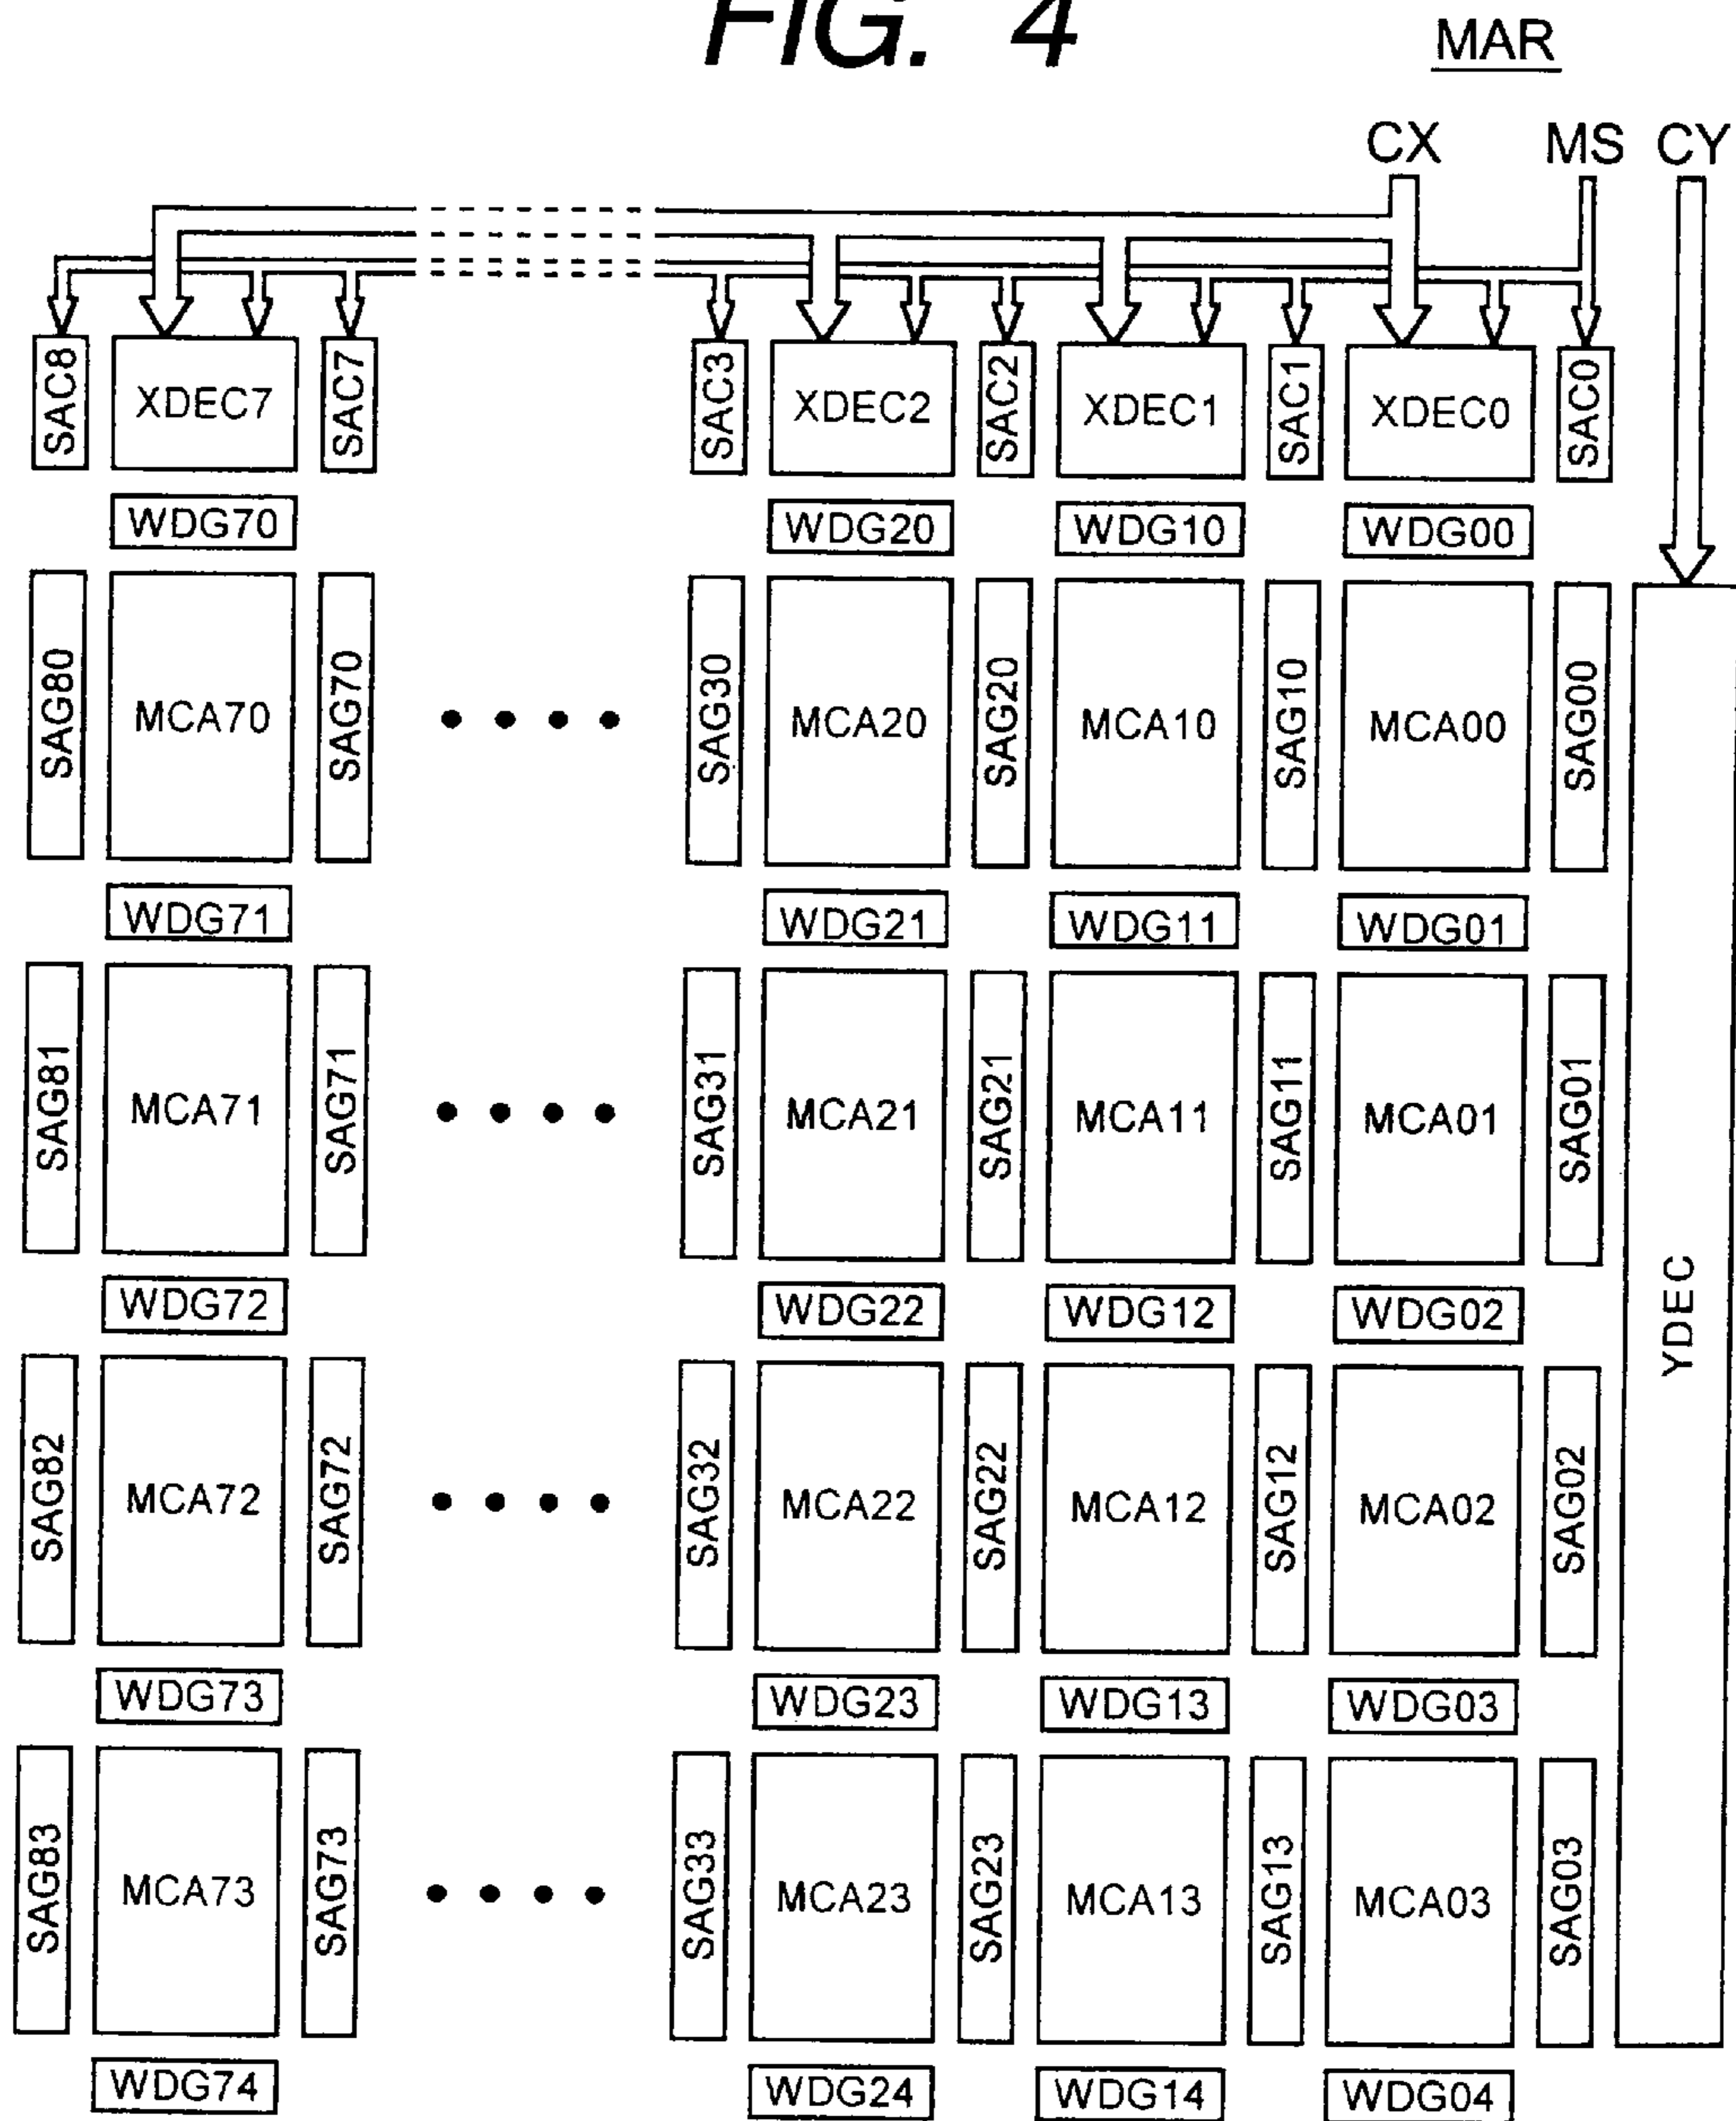 FIG. 4
MAR
CX MS CY
SAC8 XDEC7 SAC7 SAC3 XDEC2 SAC2 XDEC1 SAC1 XDEC0 SAC0
WDG70 WDG20 WDG10 WDG00
SAG80 MCA70 SAG70 SAG30 MCA20 SAG20 MCA10 SAG10 MCA00 SAG00
WDG71 WDG21 WDG11 WDG01
SAG81 MCA71 SAG71 SAG31 MCA21 SAG21 MCA11 SAG11 MCA01 SAG01
YDEC
WDG72 WDG22 WDG12 WDG02
SAG82 MCA72 SAG72 SAG32 MCA22 SAG22 MCA12 SAG12 MCA02 SAG02
WDG73 WDG23 WDG13 WDG03
SAG83 MCA73 SAG73 SAG33 MCA23 SAG23 MCA13 SAG13 MCA03 SAG03
WDG74 WDG24 WDG14 WDG04